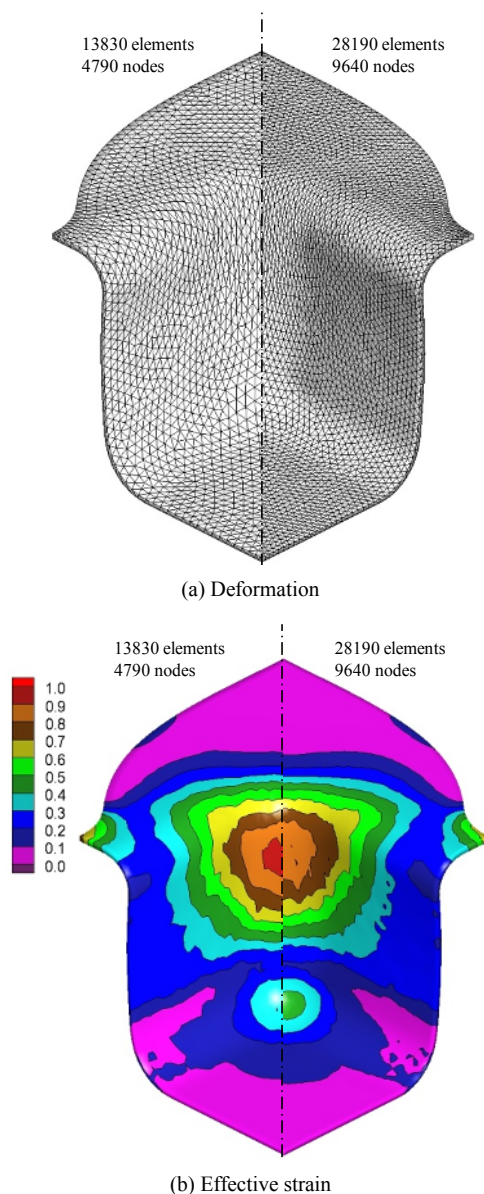 13830 elements
4790 nodes
28190 elements
9640 nodes
(a) Deformation
13830 elements
4790 nodes
28190 elements
9640 nodes
1.0
0.9
0.8
0.7
0.6
0.5
0.4
0.3
0.2
0.1
0.0
(b) Effective strain